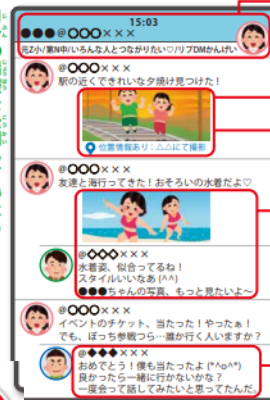 15:03
●●●@〇〇〇×××
元Z小/第N中/いろんな人とつながりたい♡/リプDMかんげい
@〇〇〇×××
駅の近くできれいな夕焼け見つけた!
位置情報あり:△△にて撮影
@〇〇〇×××
友達と海行ってきた!おそろいの水着だよ♡
@◇◇◇×××
水着姿、似合ってるね!
スタイルいいなあ(^^)
●●●ちゃんの写真、もっと見たいよ~
@〇〇〇×××
イベントのチケット、当たった!やったぁ!
でも、ぼっち参戦つら…誰か行く人いますか?
@◆◆◆×××
おめでとう!僕も当たったよ(*^o^*)
良かったら一緒に行かないかな?
一度会って話してみたいと思ってたんだ。